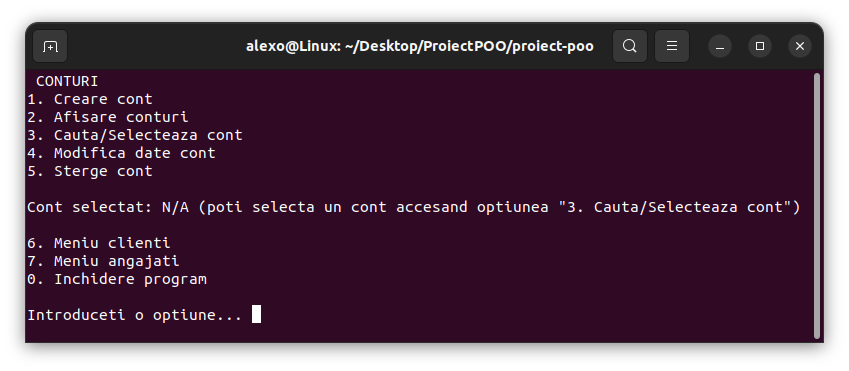 alexo@Linux: ~/Desktop/ProiectPOO/proiect-poo
CONTURI
1. Creare cont
2. Afisare conturi
3. Cauta/Selecteaza cont
4. Modifica date cont
5. Sterge cont
Cont selectat: N/A (poti selecta un cont accesand optiunea "3. Cauta/Selecteaza cont")
6. Meniu clienti
7. Meniu angajati
0. Inchidere program
Introduceti o optiune...